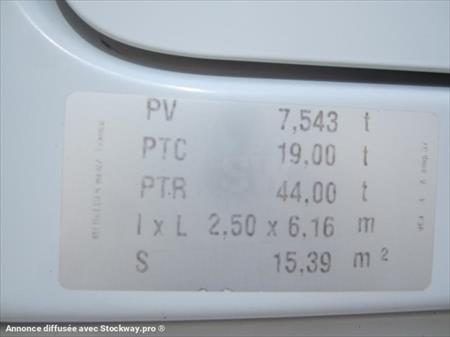 PV 7,543 t
PTC 19,00 t
PTR 44,00 t
l x L 2,50 x 6,16 m
S 15,39 m²
Annonce diffusée avec Stockway.pro ®